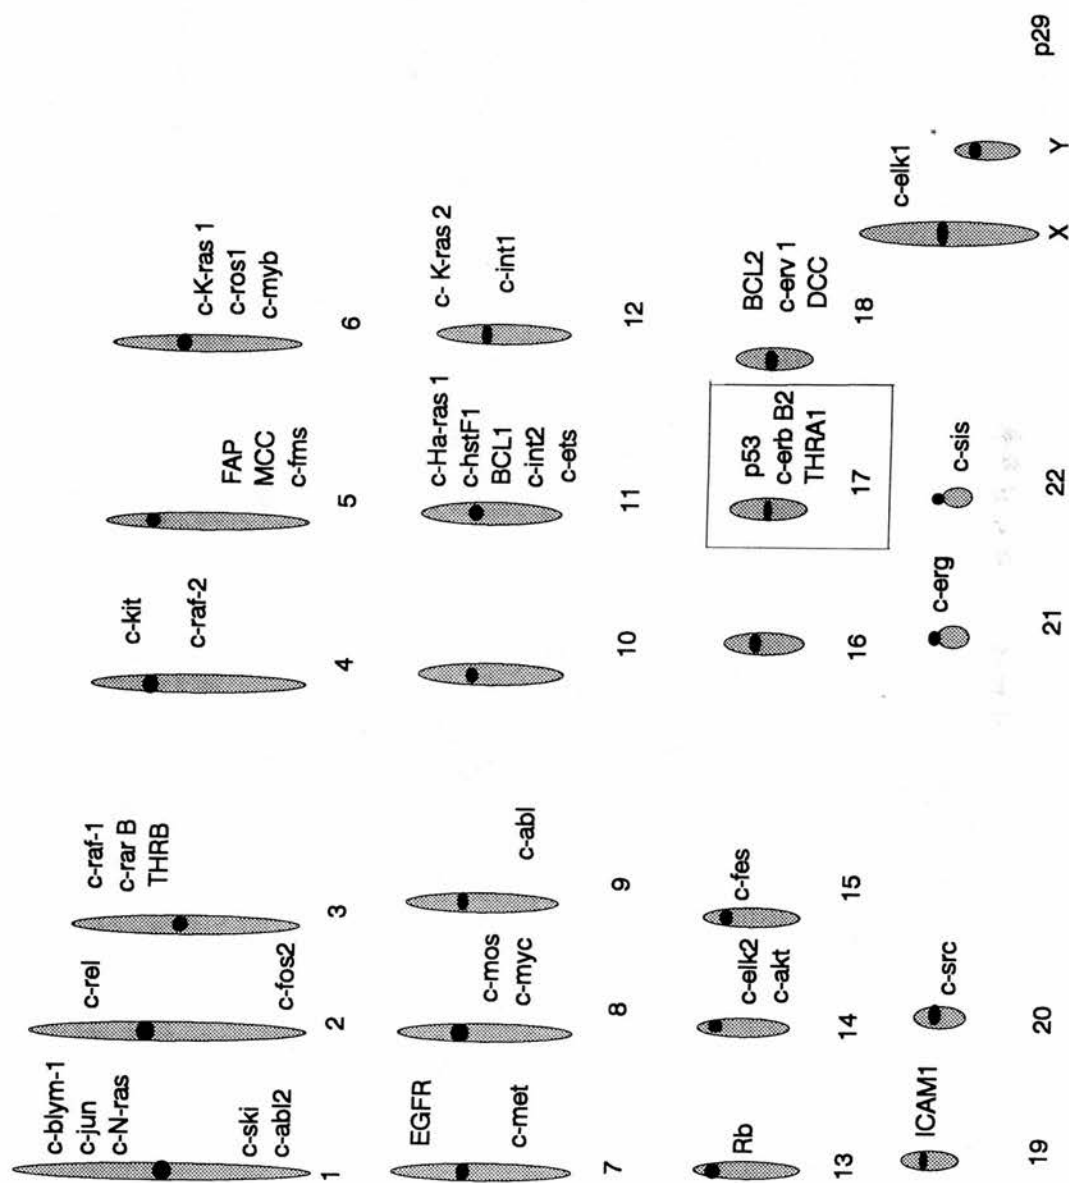 c-blym-1
c-jun
c-N-ras
c-ski
c-abl2
1
c-rel
c-fos2
2
c-raf-1
c-rar B
THRB
3
c-kit
c-raf-2
4
FAP
MCC
c-fms
5
c-K-ras 1
c-ros1
c-myb
6
EGFR
c-met
7
c-mos
c-myc
8
c-abl
9
10
c-Ha-ras 1
c-hstF1
BCL1
c-int2
c-ets
11
c- K-ras 2
c-int1
12
Rb
13
c-elk2
c-akt
14
c-fes
15
16
p53
c-erb B2
THRA1
17
BCL2
c-erv 1
DCC
18
ICAM1
19
c-src
20
c-erg
21
c-sis
22
c-elk1
X
Y
p29